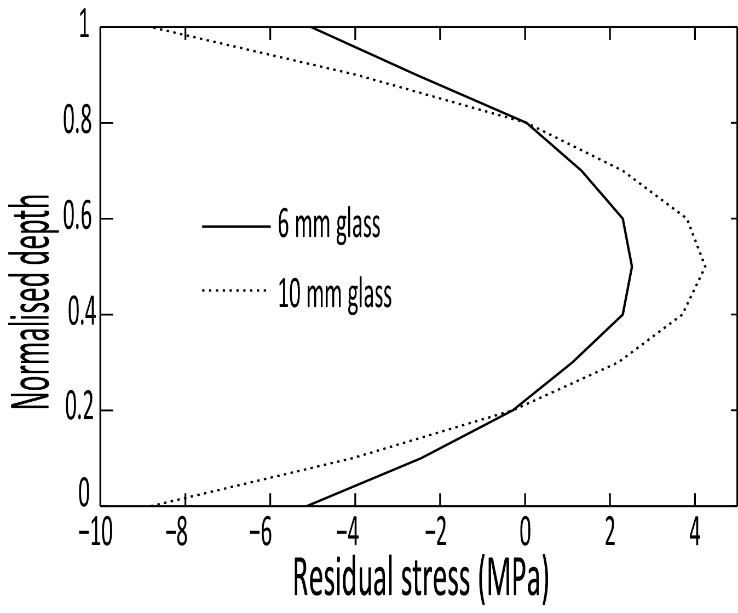 1
0.8
0.6
0.4
0.2
0
Normalised depth
6 mm glass
10 mm glass
−10 −8 −6 −4 −2 0 2 4
Residual stress (MPa)